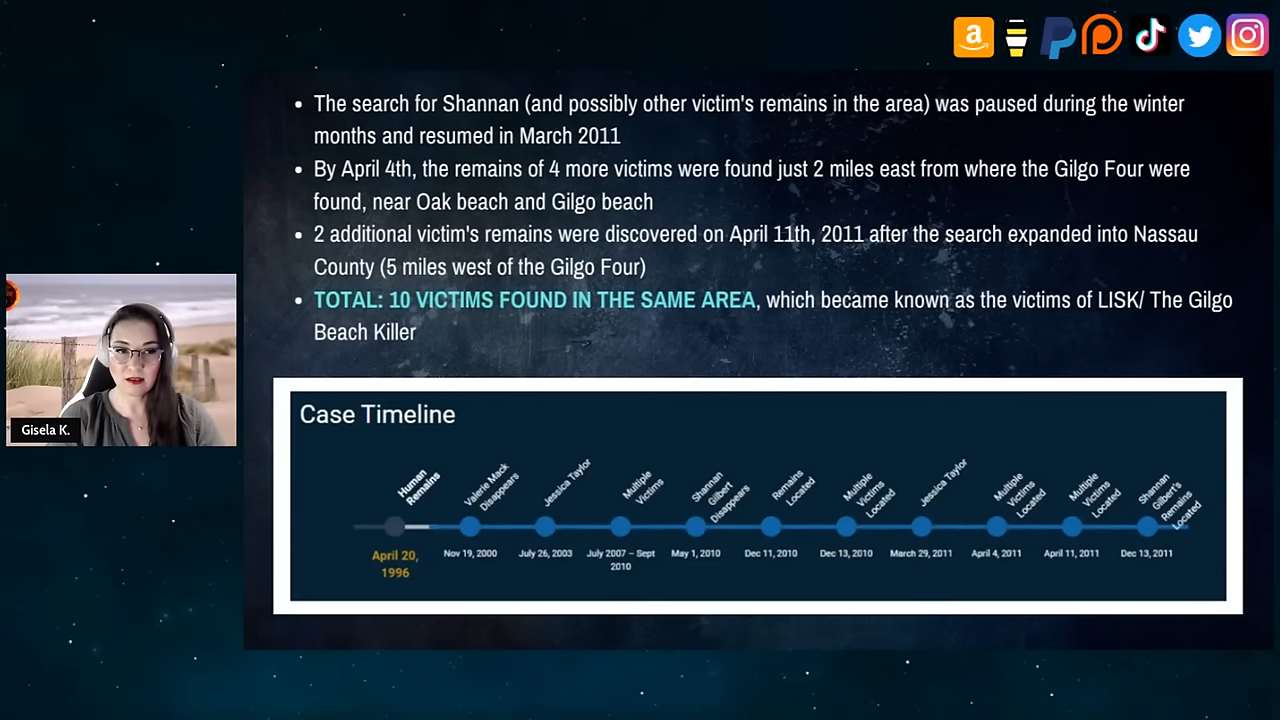 • The search for Shannan (and possibly other victim's remains in the area) was paused during the winter
months and resumed in March 2011
• By April 4th, the remains of 4 more victims were found just 2 miles east from where the Gilgo Four were
found, near Oak beach and Gilgo beach
• 2 additional victim's remains were discovered on April 11th, 2011 after the search expanded into Nassau
County (5 miles west of the Gilgo Four)
• TOTAL: 10 VICTIMS FOUND IN THE SAME AREA, which became known as the victims of LISK/ The Gilgo
Beach Killer
Gisela K.
Case Timeline
Human
Remains
April 20,
1996
Valerie Mack
Disappears
Nov 19, 2000
Jessica Taylor
July 26, 2003
Multiple
Victims
July 2007 – Sept
2010
Shannan
Gilbert
Disappears
May 1, 2010
Remains
Located
Dec 11, 2010
Multiple
Victims
Located
Dec 13, 2010
Jessica Taylor
March 29, 2011
Multiple
Victims
Located
April 4, 2011
Multiple
Victims
Located
April 11, 2011
Shannan
Gilbert's
Remains
Located
Dec 13, 2011